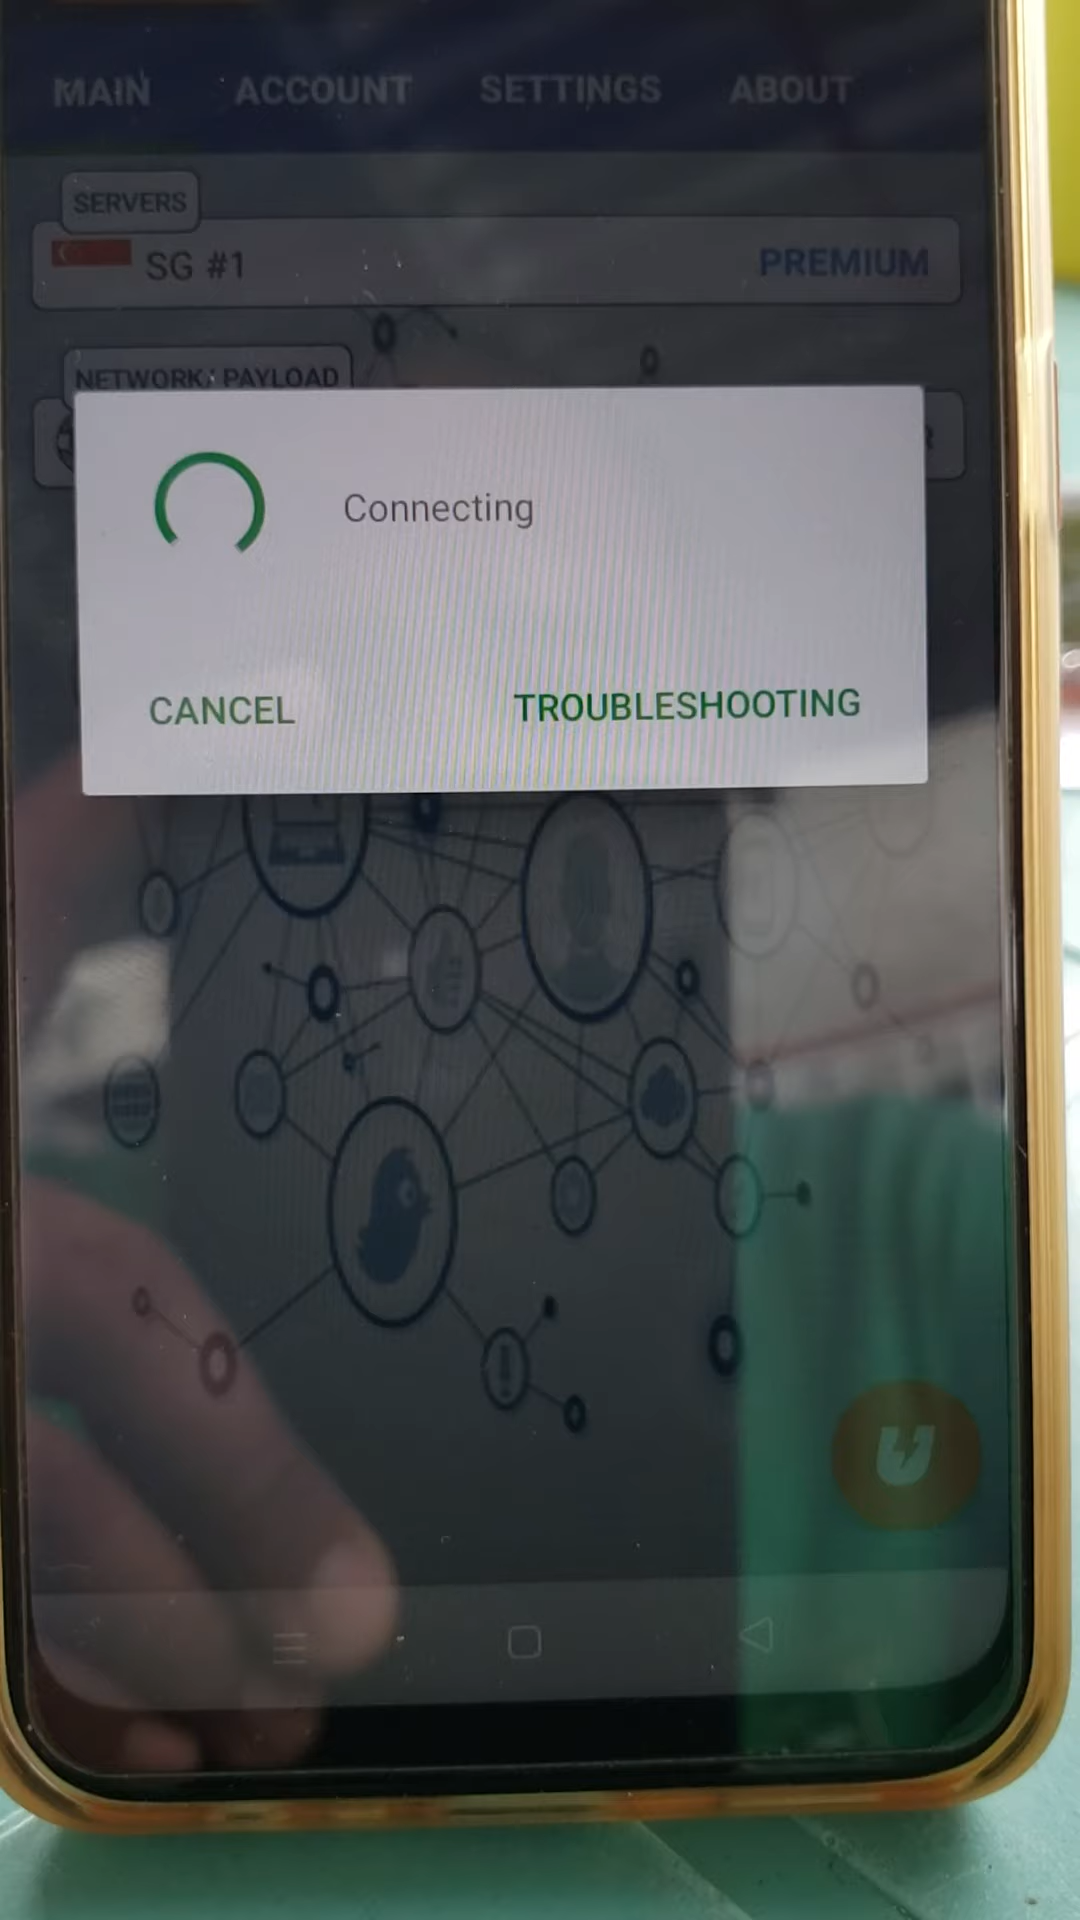 MAIN ACCOUNT SETTINGS ABOUT
SERVERS
SG #1 PREMIUM
NETWORK/ PAYLOAD
Connecting
CANCEL TROUBLESHOOTING